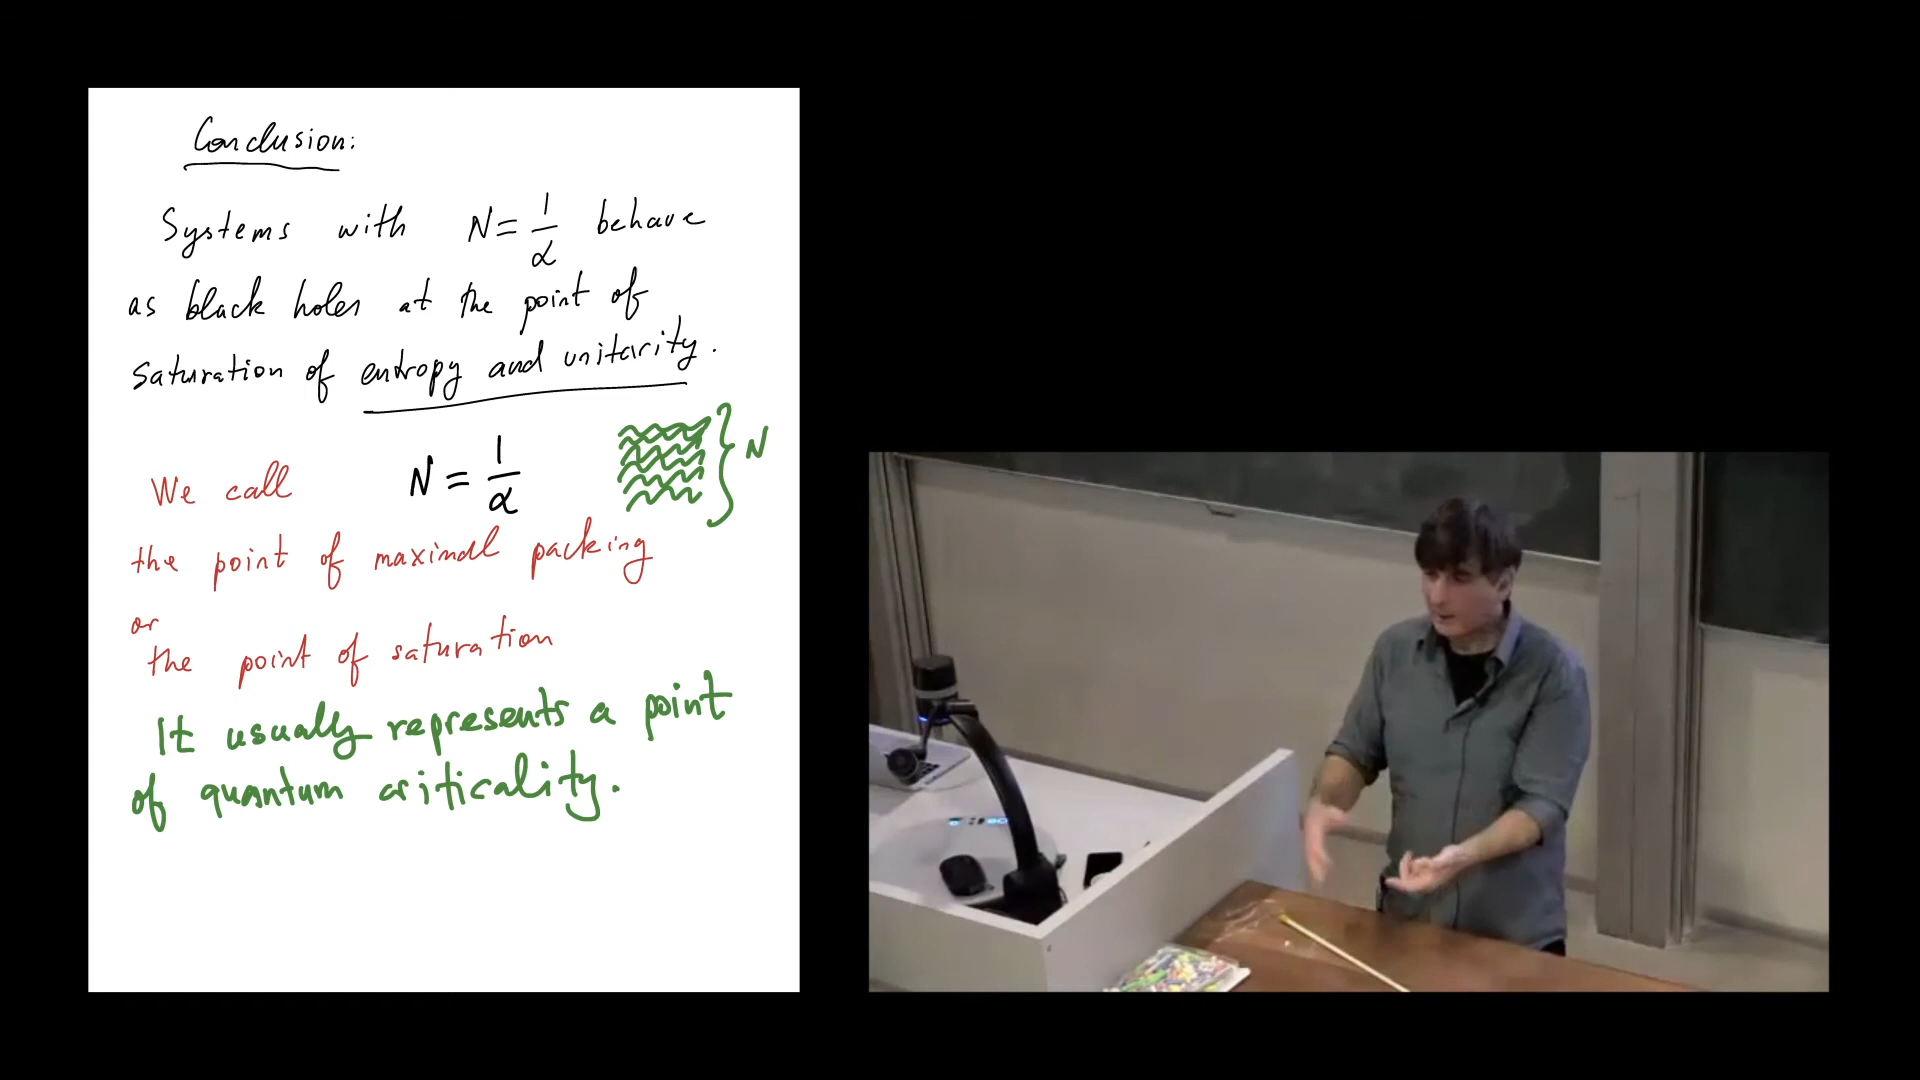 Conclusion:
Systems with N = 1/α behave
as black holes at the point of
saturation of entropy and unitarity.
We call N = 1/α } N
the point of maximal packing
or
the point of saturation
It usually represents a point
of quantum criticality.